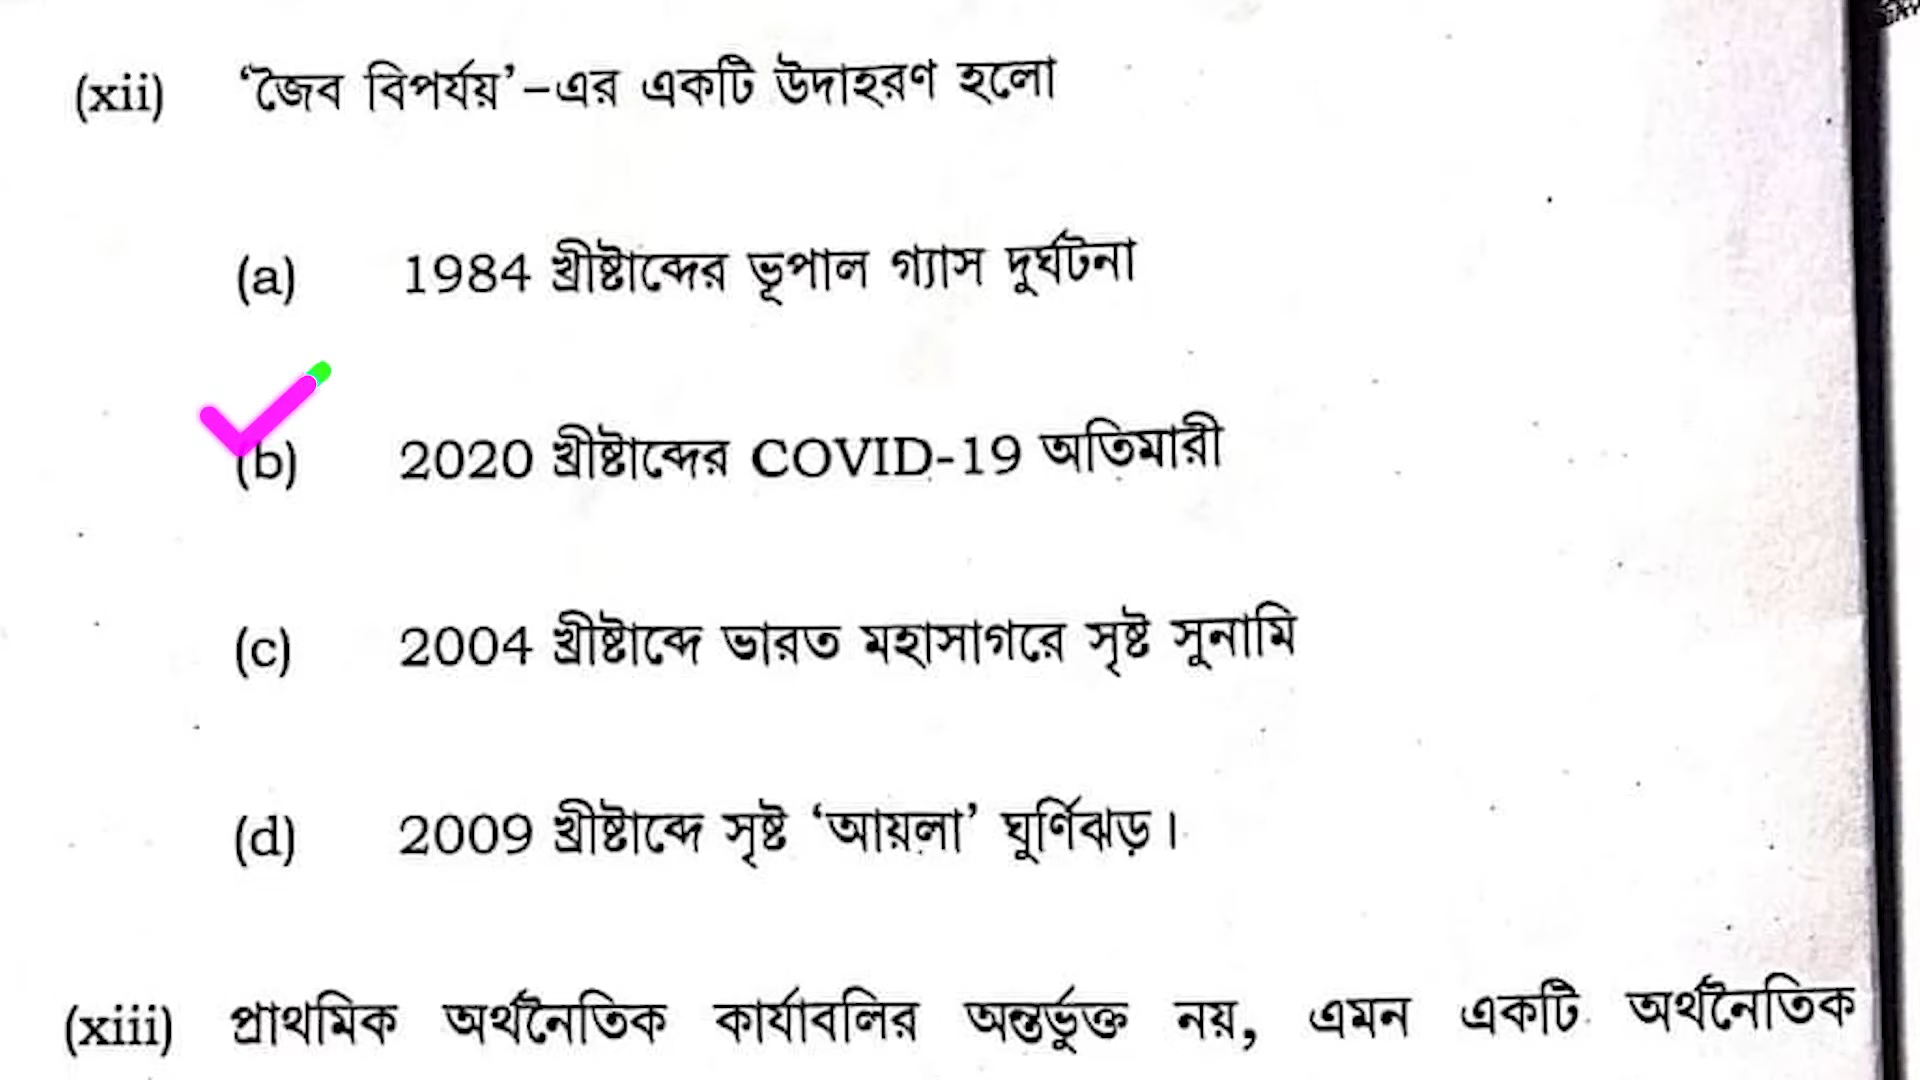 (xii) ‘জৈব বিপর্যয়’–এর একটি উদাহরণ হলো
(a) 1984 খ্রীষ্টাব্দের ভূপাল গ্যাস দুর্ঘটনা
(b) 2020 খ্রীষ্টাব্দের COVID-19 অতিমারী
(c) 2004 খ্রীষ্টাব্দে ভারত মহাসাগরে সৃষ্ট সুনামি
(d) 2009 খ্রীষ্টাব্দে সৃষ্ট ‘আয়লা’ ঘুর্ণিঝড়।
(xiii) প্রাথমিক অর্থনৈতিক কার্যাবলির অন্তর্ভুক্ত নয়, এমন একটি অর্থনৈতিক